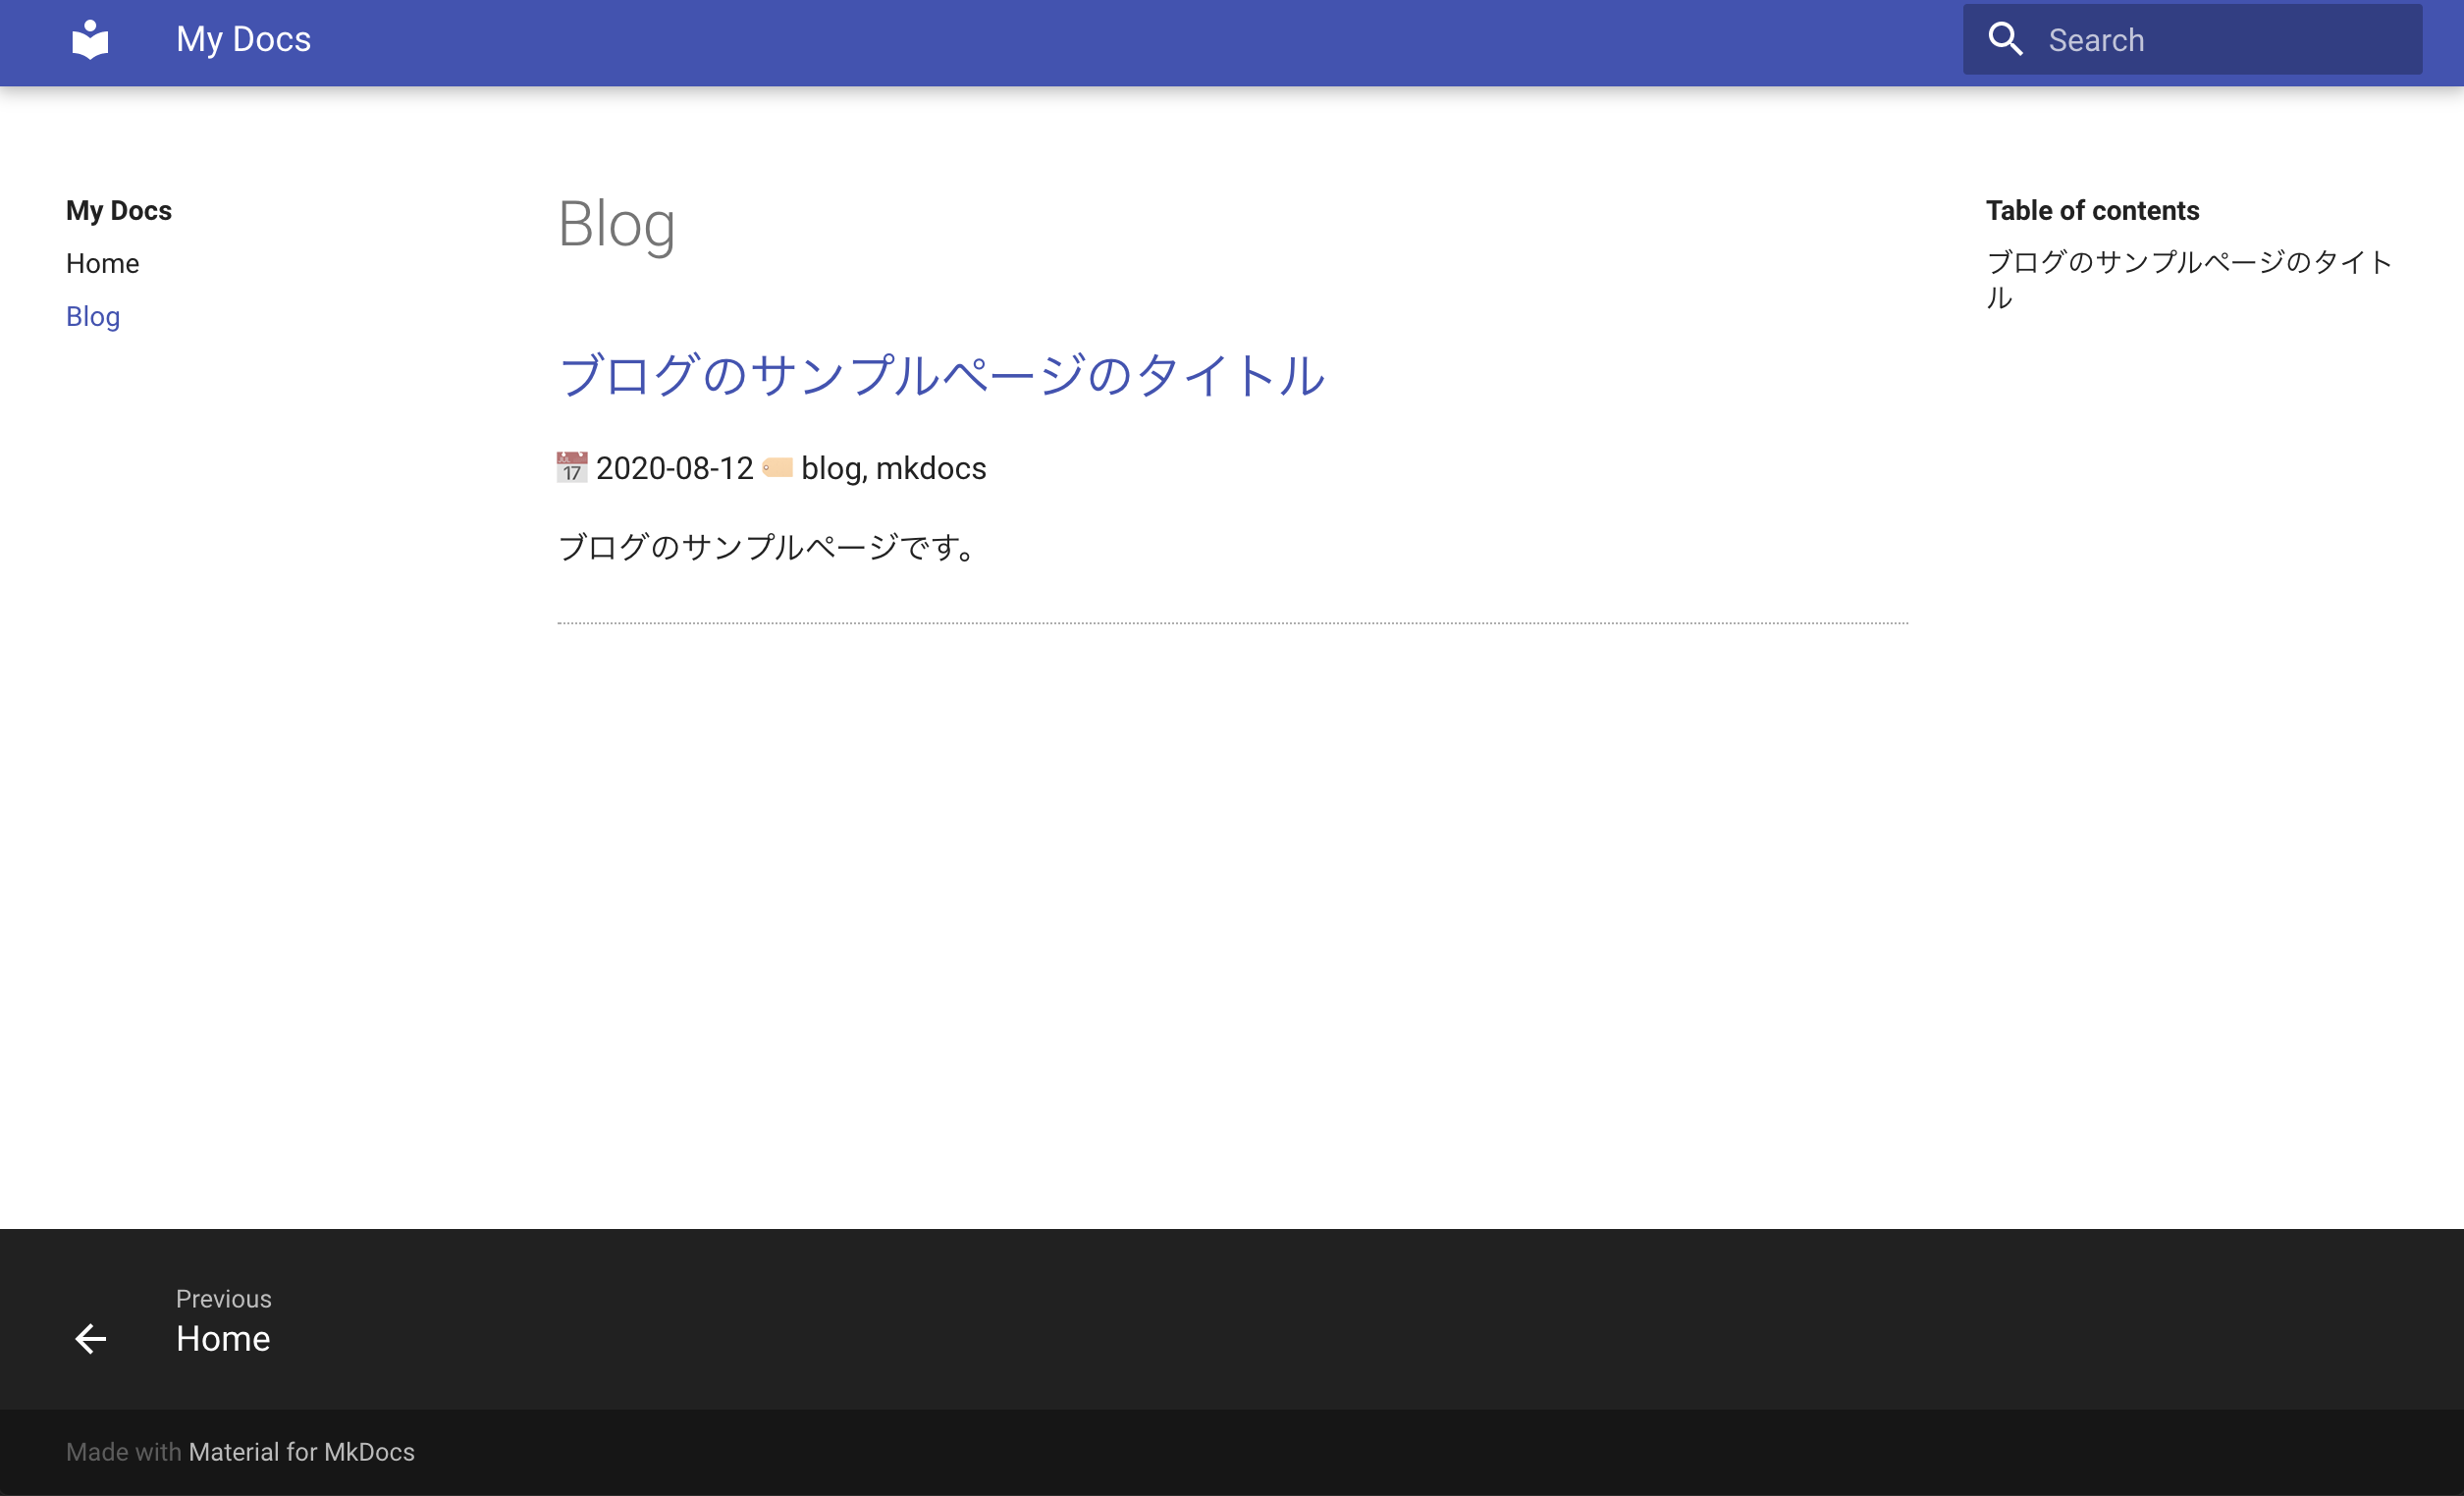 My Docs
Search
My Docs
Home
Blog
Blog
ブログのサンプルページのタイトル
📅 2020-08-12 🏷 blog, mkdocs
ブログのサンプルページです。
Table of contents
ブログのサンプルページのタイト
ル
Previous
Home
Made with Material for MkDocs